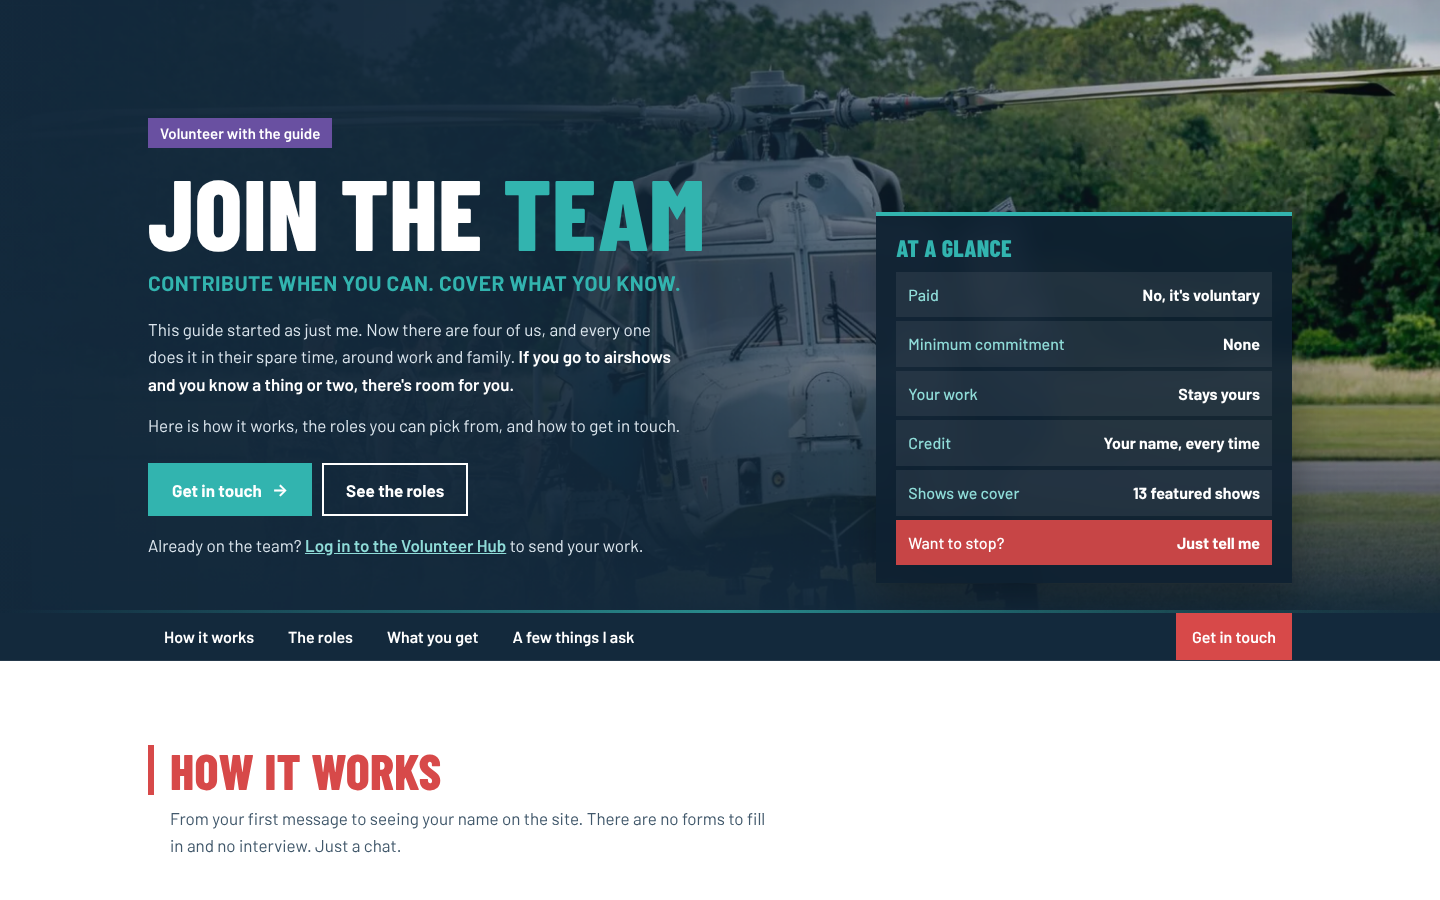 Volunteer with the guide
JOIN THE TEAM
CONTRIBUTE WHEN YOU CAN. COVER WHAT YOU KNOW.
This guide started as just me. Now there are four of us, and every one
does it in their spare time, around work and family. If you go to airshows
and you know a thing or two, there's room for you.
Here is how it works, the roles you can pick from, and how to get in touch.
Get in touch →
See the roles
Already on the team? Log in to the Volunteer Hub to send your work.
AT A GLANCE
Paid No, it's voluntary
Minimum commitment None
Your work Stays yours
Credit Your name, every time
Shows we cover 13 featured shows
Want to stop? Just tell me
How it works The roles What you get A few things I ask Get in touch
HOW IT WORKS
From your first message to seeing your name on the site. There are no forms to fill
in and no interview. Just a chat.